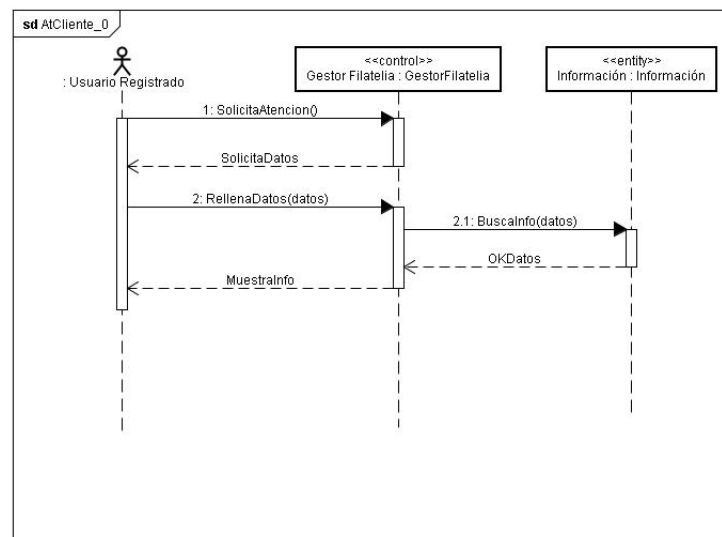 sd AtCliente_0
<<control>>
Gestor Filatelia : GestorFilatelia
<<entity>>
Información : Información
: Usuario Registrado
1: SolicitaAtencion()
SolicitaDatos
2: RellenaDatos(datos)
2.1: BuscaInfo(datos)
OKDatos
MuestraInfo